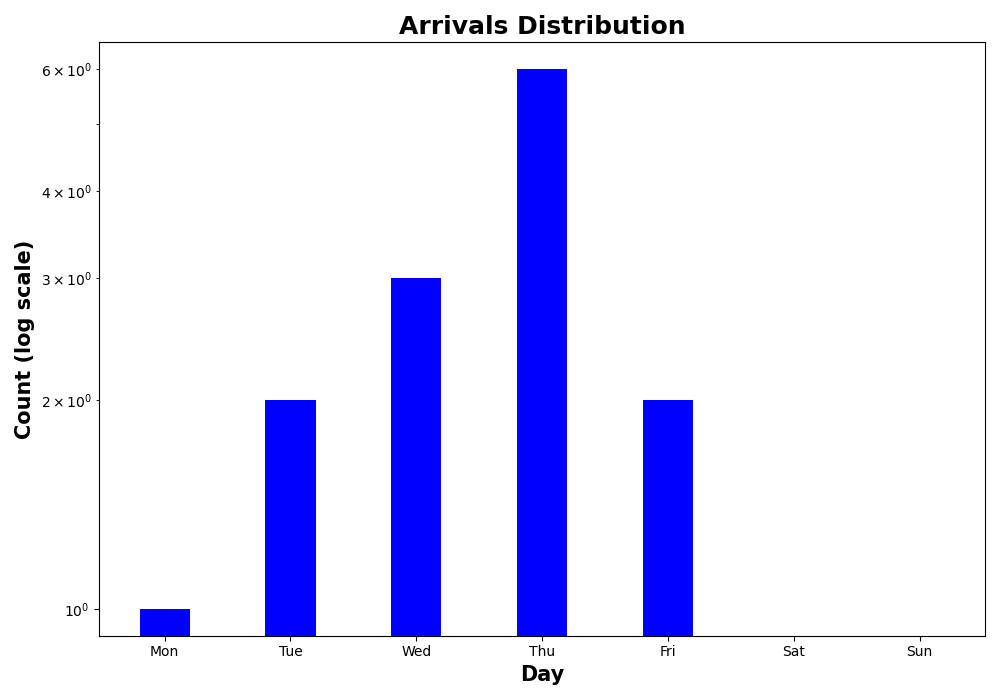 Arrivals Distribution
6 × 10⁰
4 × 10⁰
3 × 10⁰
2 × 10⁰
10⁰
Count (log scale)
Mon Tue Wed Thu Fri Sat Sun
Day